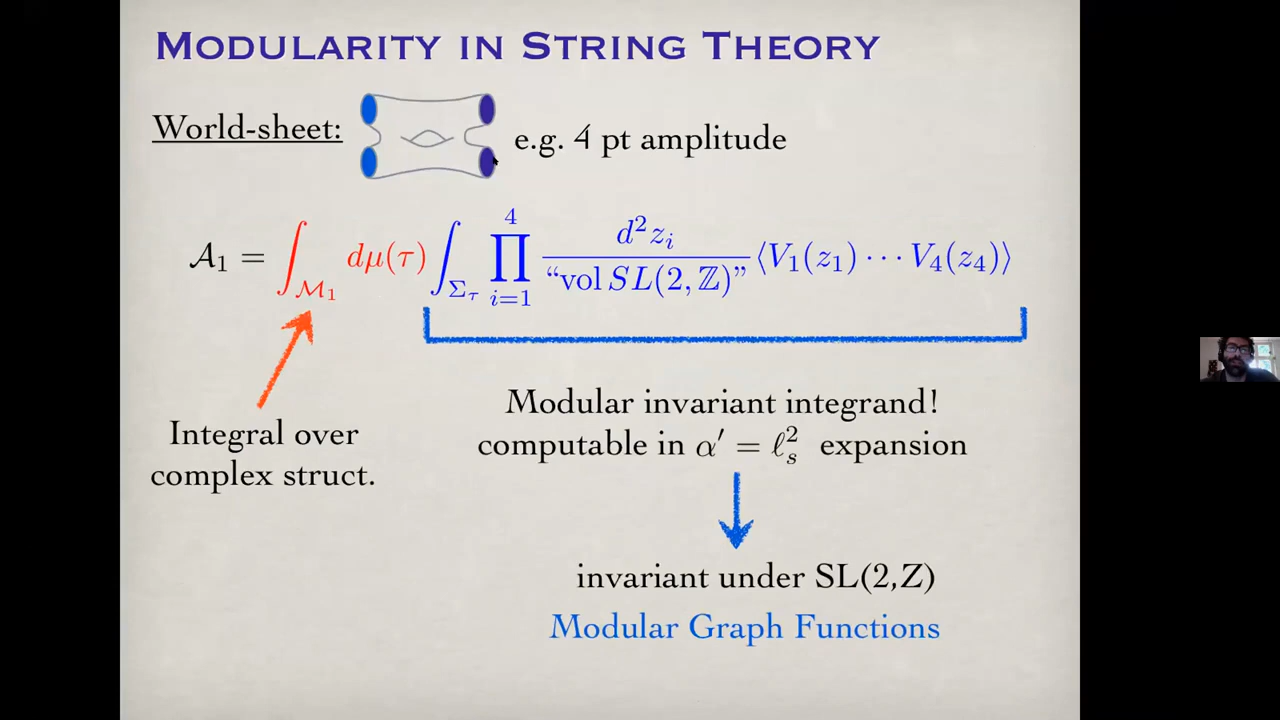 MODULARITY IN STRING THEORY
World-sheet:
e.g. 4 pt amplitude
𝒜₁ = ∫_{ℳ₁} dμ(τ) ∫_{Σ_τ} ∏_{i=1}^{4} d²z_i / “vol SL(2, ℤ)” ⟨V₁(z₁) ⋯ V₄(z₄)⟩
Integral over
complex struct.
Modular invariant integrand!
computable in α′ = ℓ_s² expansion
invariant under SL(2,Z)
Modular Graph Functions